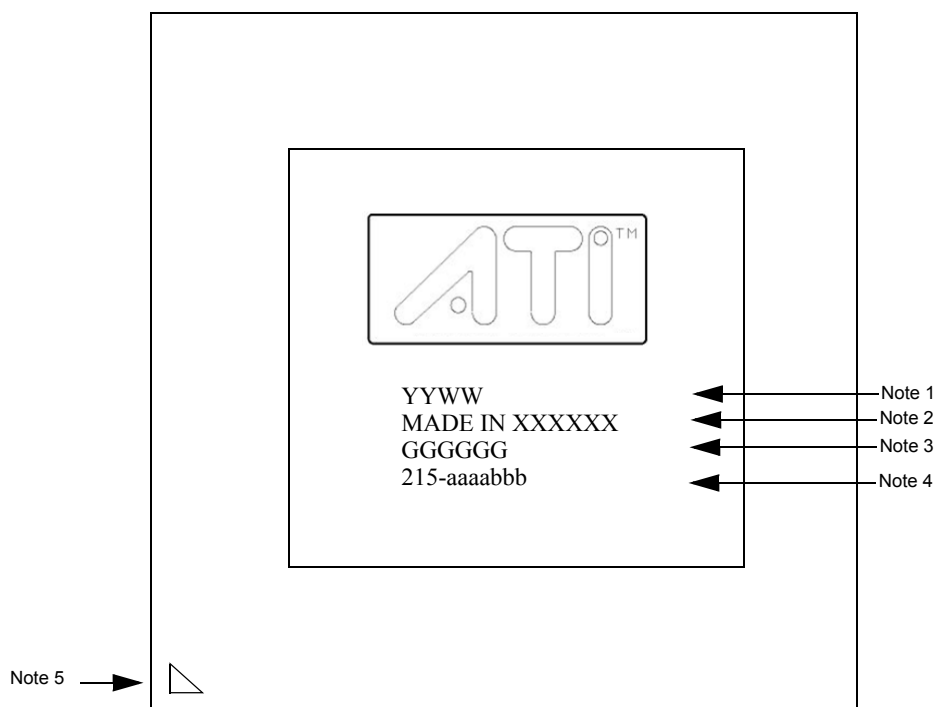 ATI™
YYWW
MADE IN XXXXXX
GGGGGG
215-aaaabbb
Note 1
Note 2
Note 3
Note 4
Note 5